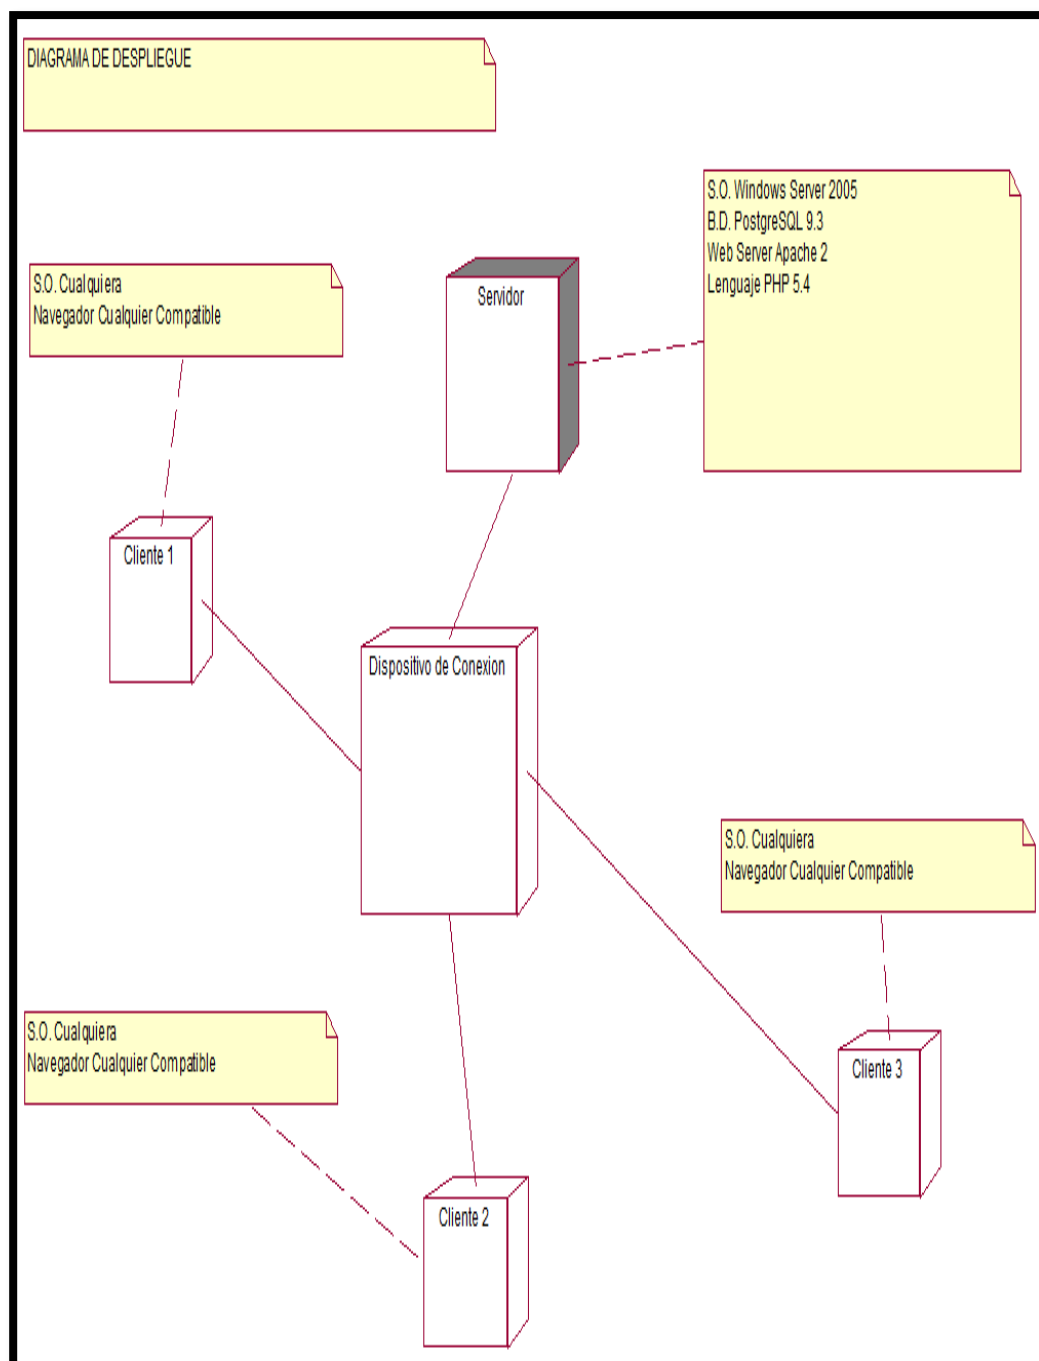 DIAGRAMA DE DESPLIEGUE
S.O. Windows Server 2005
B.D. PostgreSQL 9.3
Web Server Apache 2
Lenguaje PHP 5.4
S.O. Cualquiera
Navegador Cualquier Compatible
Servidor
Cliente 1
Dispositivo de Conexion
S.O. Cualquiera
Navegador Cualquier Compatible
S.O. Cualquiera
Navegador Cualquier Compatible
Cliente 3
Cliente 2